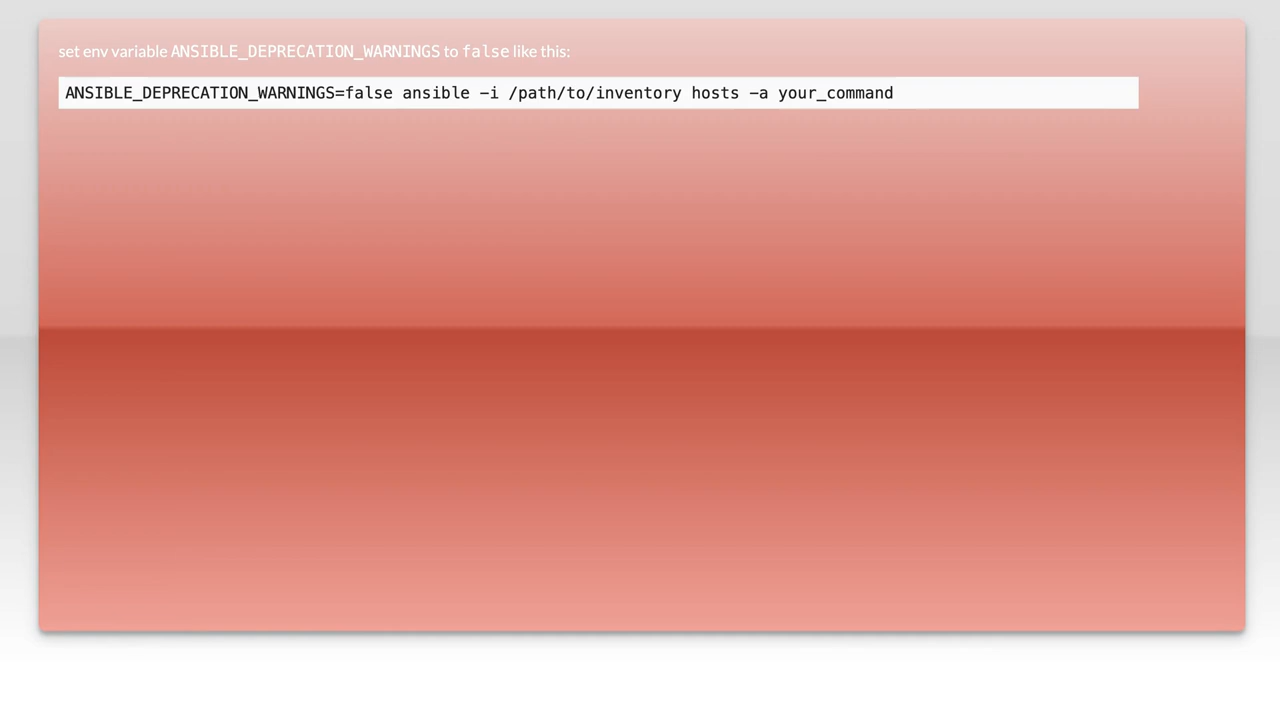 set env variable ANSIBLE_DEPRECATION_WARNINGS to false like this:
ANSIBLE_DEPRECATION_WARNINGS=false ansible -i /path/to/inventory hosts -a your_command